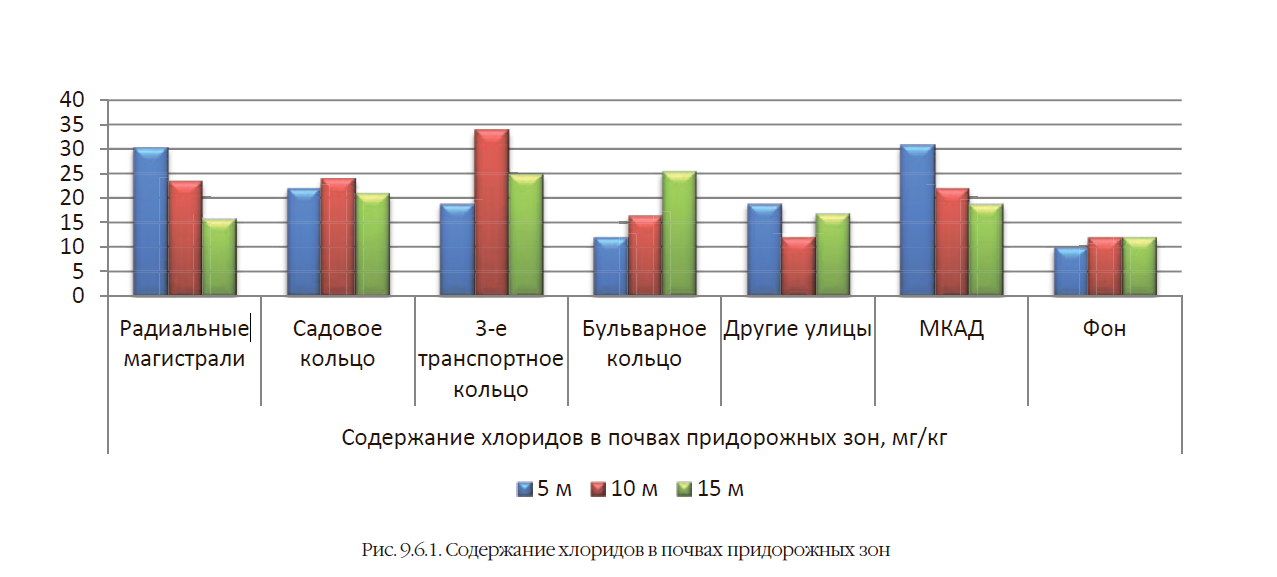 40
35
30
25
20
15
10
5
0
Радиальные магистрали
Садовое кольцо
3-е транспортное кольцо
Бульварное кольцо
Другие улицы
МКАД
Фон
Содержание хлоридов в почвах придорожных зон, мг/кг
5 м 10 м 15 м
Рис. 9.6.1. Содержание хлоридов в почвах придорожных зон